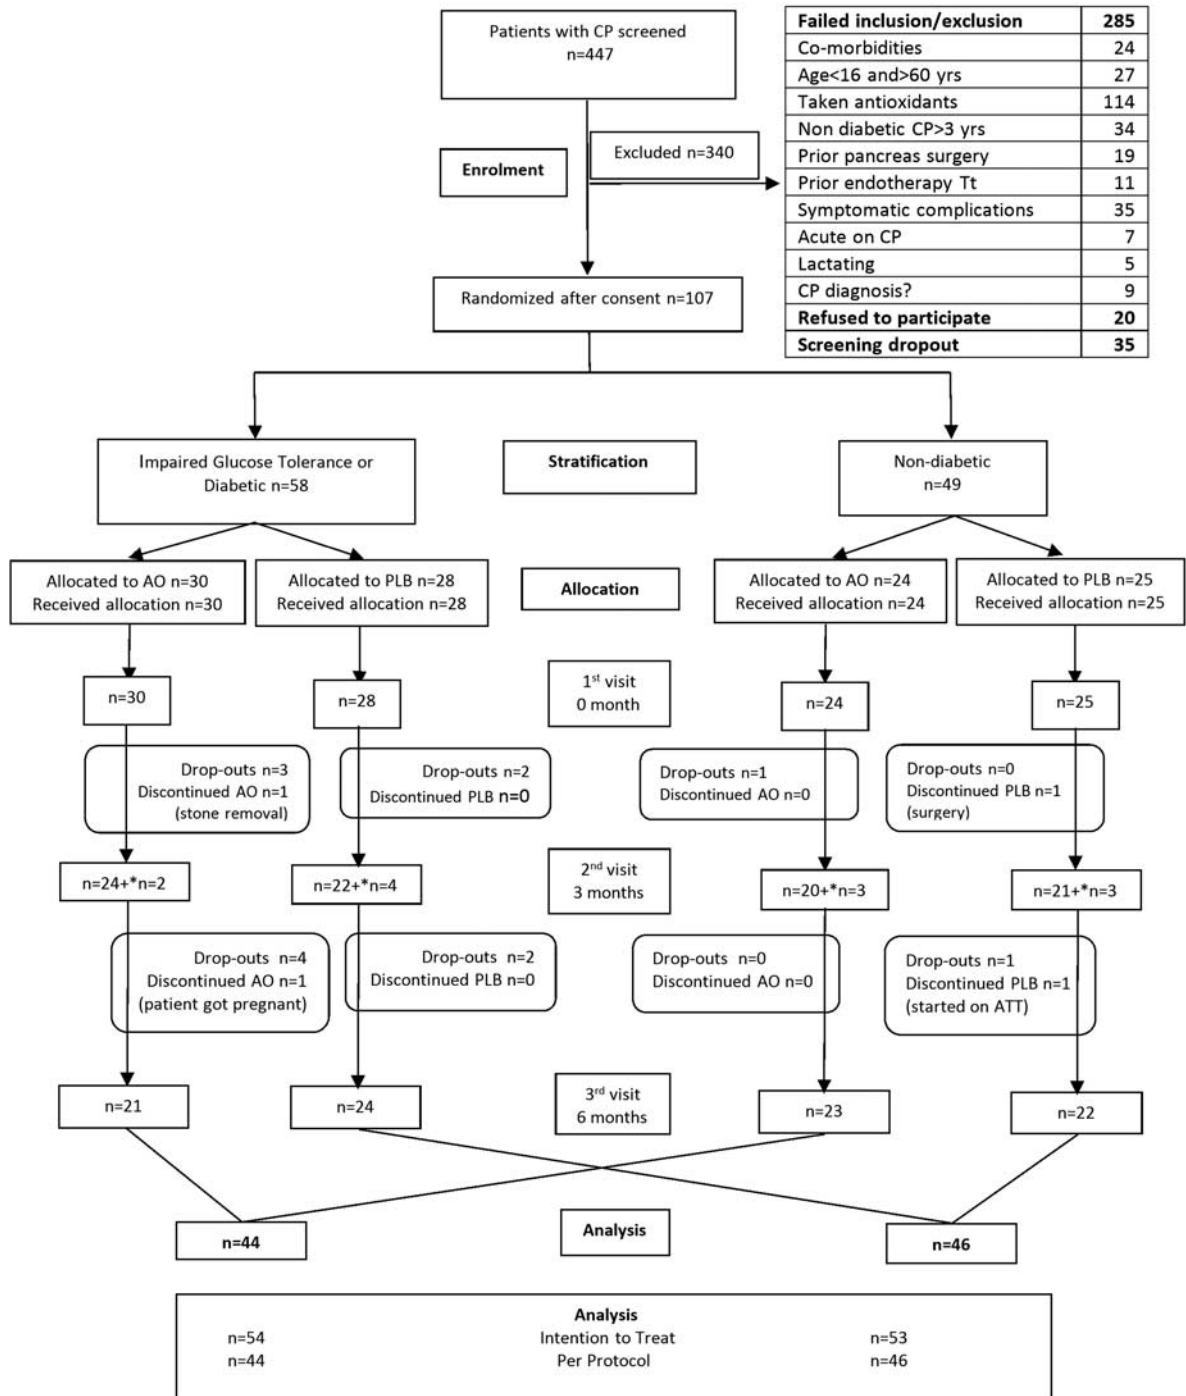 Patients with CP screened
n=447
Failed inclusion/exclusion 285
Co-morbidities 24
Age<16 and>60 yrs 27
Taken antioxidants 114
Non diabetic CP>3 yrs 34
Prior pancreas surgery 19
Prior endotherapy Tt 11
Symptomatic complications 35
Acute on CP 7
Lactating 5
CP diagnosis? 9
Refused to participate 20
Screening dropout 35
Excluded n=340
Enrolment
Randomized after consent n=107
Impaired Glucose Tolerance or
Diabetic n=58
Stratification
Non-diabetic
n=49
Allocated to AO n=30
Received allocation n=30
Allocated to PLB n=28
Received allocation n=28
Allocation
Allocated to AO n=24
Received allocation n=24
Allocated to PLB n=25
Received allocation n=25
n=30
n=28
1st visit
0 month
n=24
n=25
Drop-outs n=3
Discontinued AO n=1
(stone removal)
Drop-outs n=2
Discontinued PLB n=0
Drop-outs n=1
Discontinued AO n=0
Drop-outs n=0
Discontinued PLB n=1
(surgery)
n=24+*n=2
n=22+*n=4
2nd visit
3 months
n=20+*n=3
n=21+*n=3
Drop-outs n=4
Discontinued AO n=1
(patient got pregnant)
Drop-outs n=2
Discontinued PLB n=0
Drop-outs n=0
Discontinued AO n=0
Drop-outs n=1
Discontinued PLB n=1
(started on ATT)
n=21
n=24
3rd visit
6 months
n=23
n=22
n=44
Analysis
n=46
Analysis
n=54 Intention to Treat n=53
n=44 Per Protocol n=46